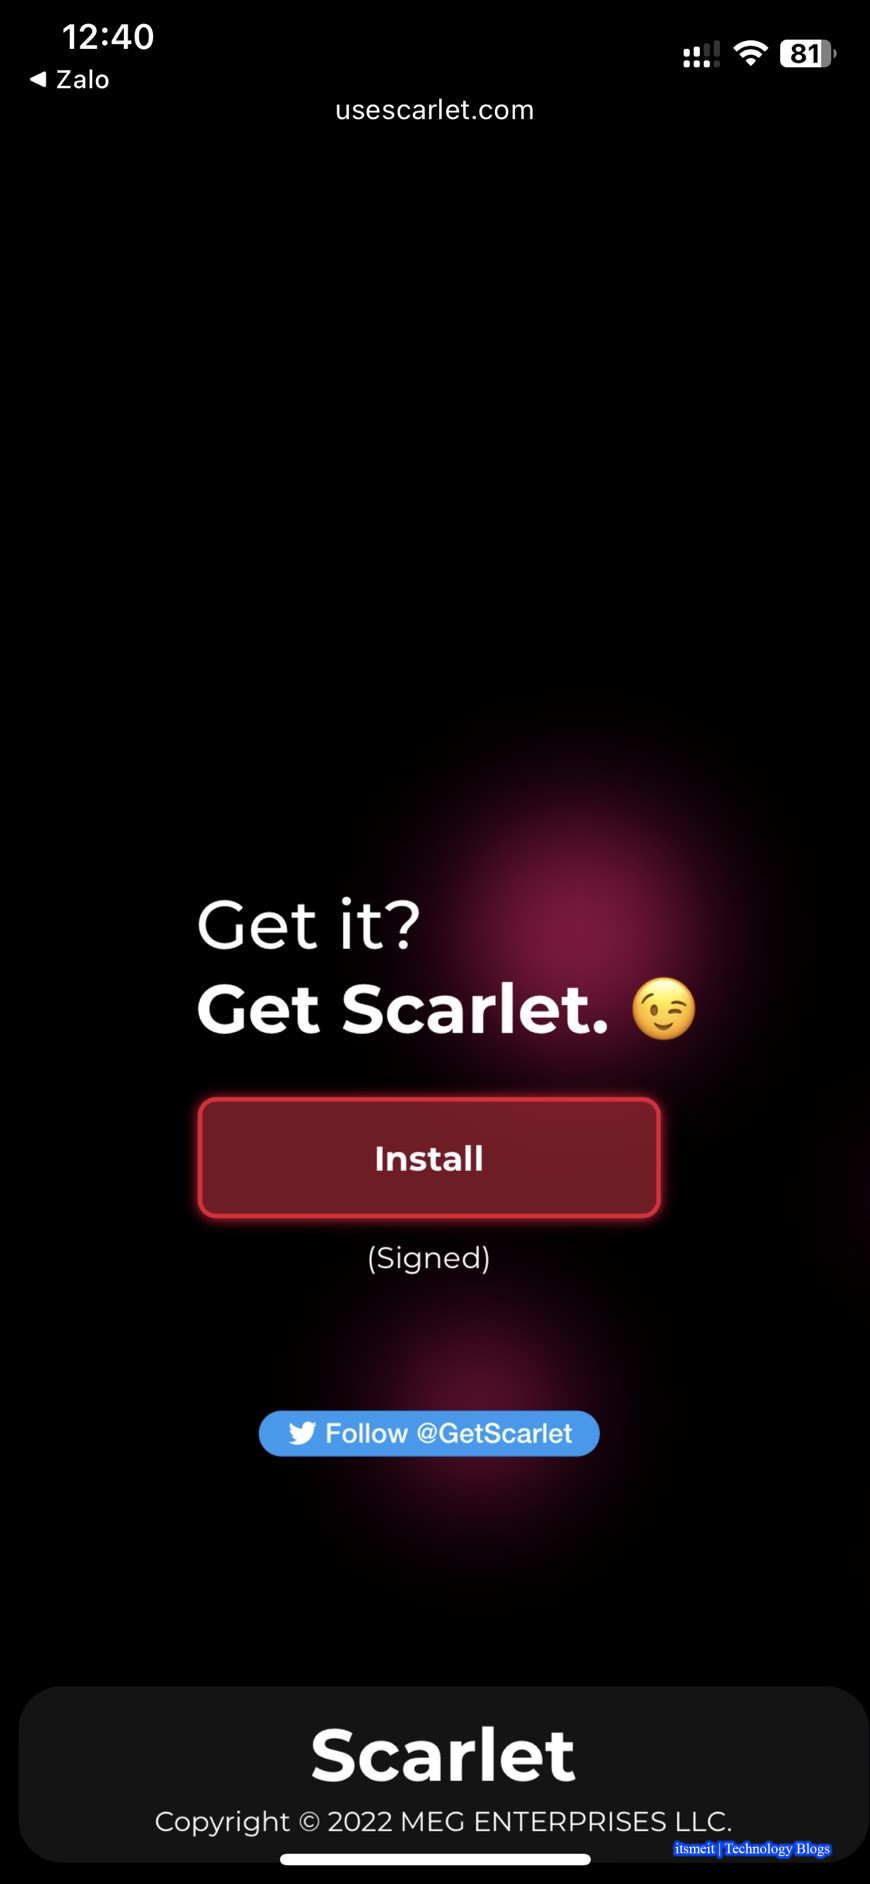 12:40
81
◀ Zalo
usescarlet.com
Get it?
Get Scarlet. 😉
Install
(Signed)
Follow @GetScarlet
Scarlet
Copyright © 2022 MEG ENTERPRISES LLC.
itsmeit | Technology Blogs